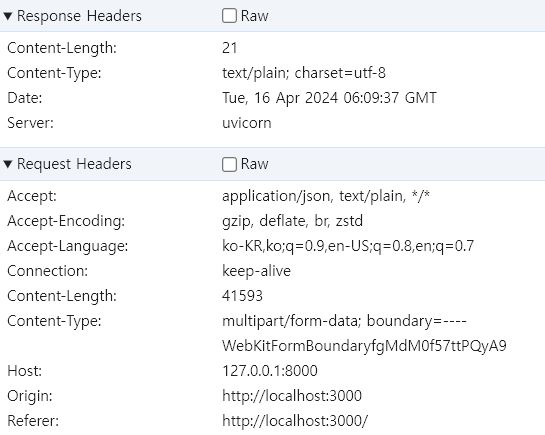 ▼ Response Headers Raw
Content-Length: 21
Content-Type: text/plain; charset=utf-8
Date: Tue, 16 Apr 2024 06:09:37 GMT
Server: uvicorn
▼ Request Headers Raw
Accept: application/json, text/plain, */*
Accept-Encoding: gzip, deflate, br, zstd
Accept-Language: ko-KR,ko;q=0.9,en-US;q=0.8,en;q=0.7
Connection: keep-alive
Content-Length: 41593
Content-Type: multipart/form-data; boundary=----
WebKitFormBoundaryfgMdM0f57ttPQyA9
Host: 127.0.0.1:8000
Origin: http://localhost:3000
Referer: http://localhost:3000/